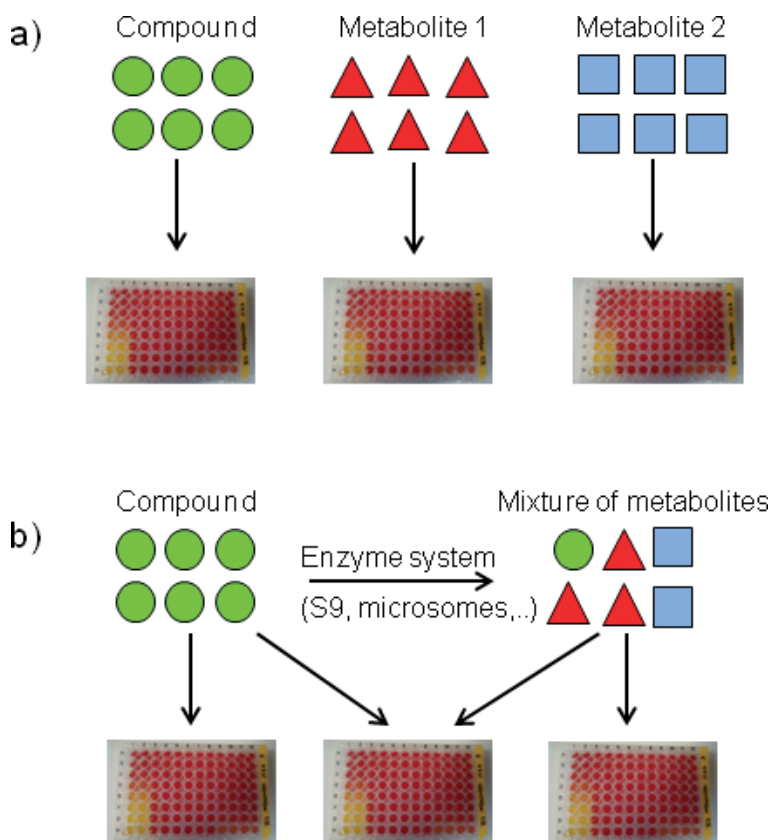 a)
Compound
Metabolite 1
Metabolite 2
b)
Compound
Mixture of metabolites
Enzyme system
(S9, microsomes,..)